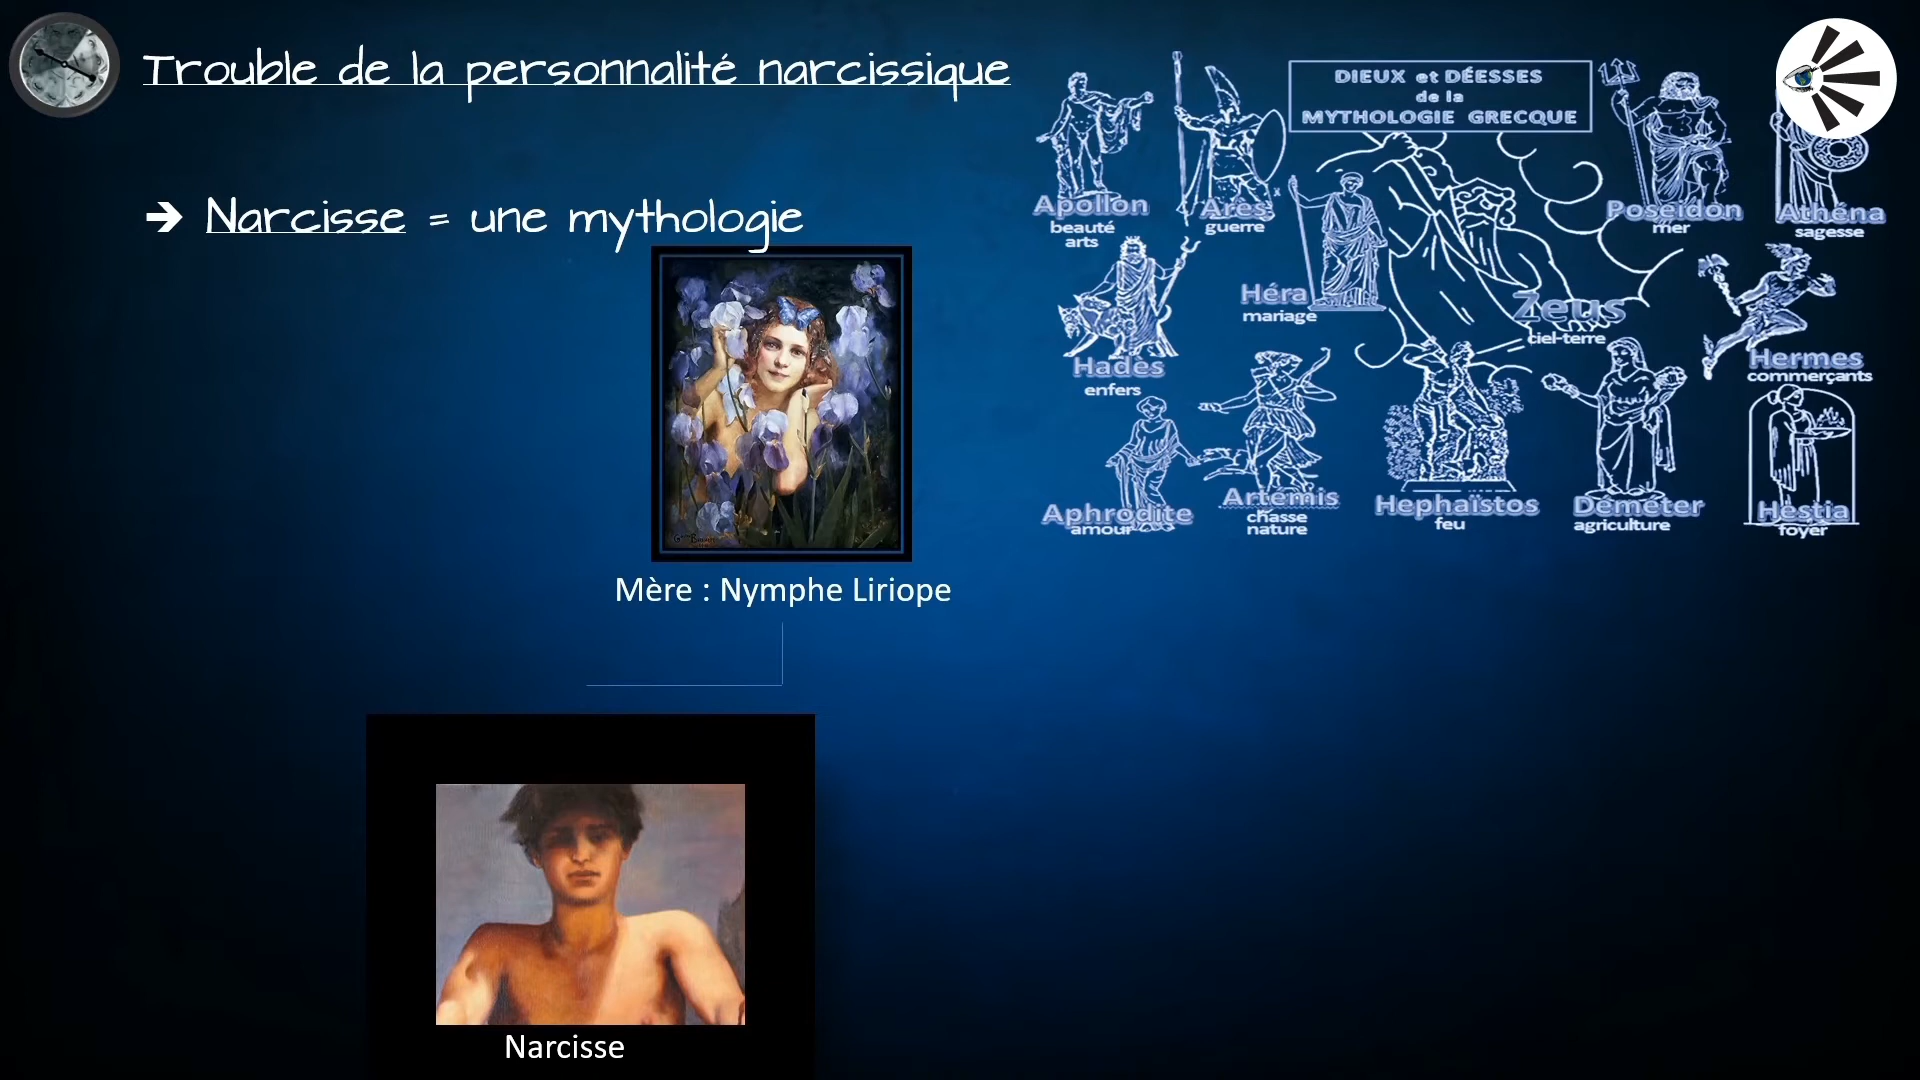 Trouble de la personnalité narcissique
➔ Narcisse = une mythologie
DIEUX et DÉESSES
de la
MYTHOLOGIE GRECQUE
Apollon
beauté
arts
Arès
guerre
Héra
mariage
Zeus
ciel-terre
Poseïdon
mer
Athéna
sagesse
Hadès
enfers
Hermes
commerçants
Aphrodite
amour
Artémis
chasse
nature
Hephaïstos
feu
Déméter
agriculture
Hestia
foyer
Mère : Nymphe Liriope
Narcisse